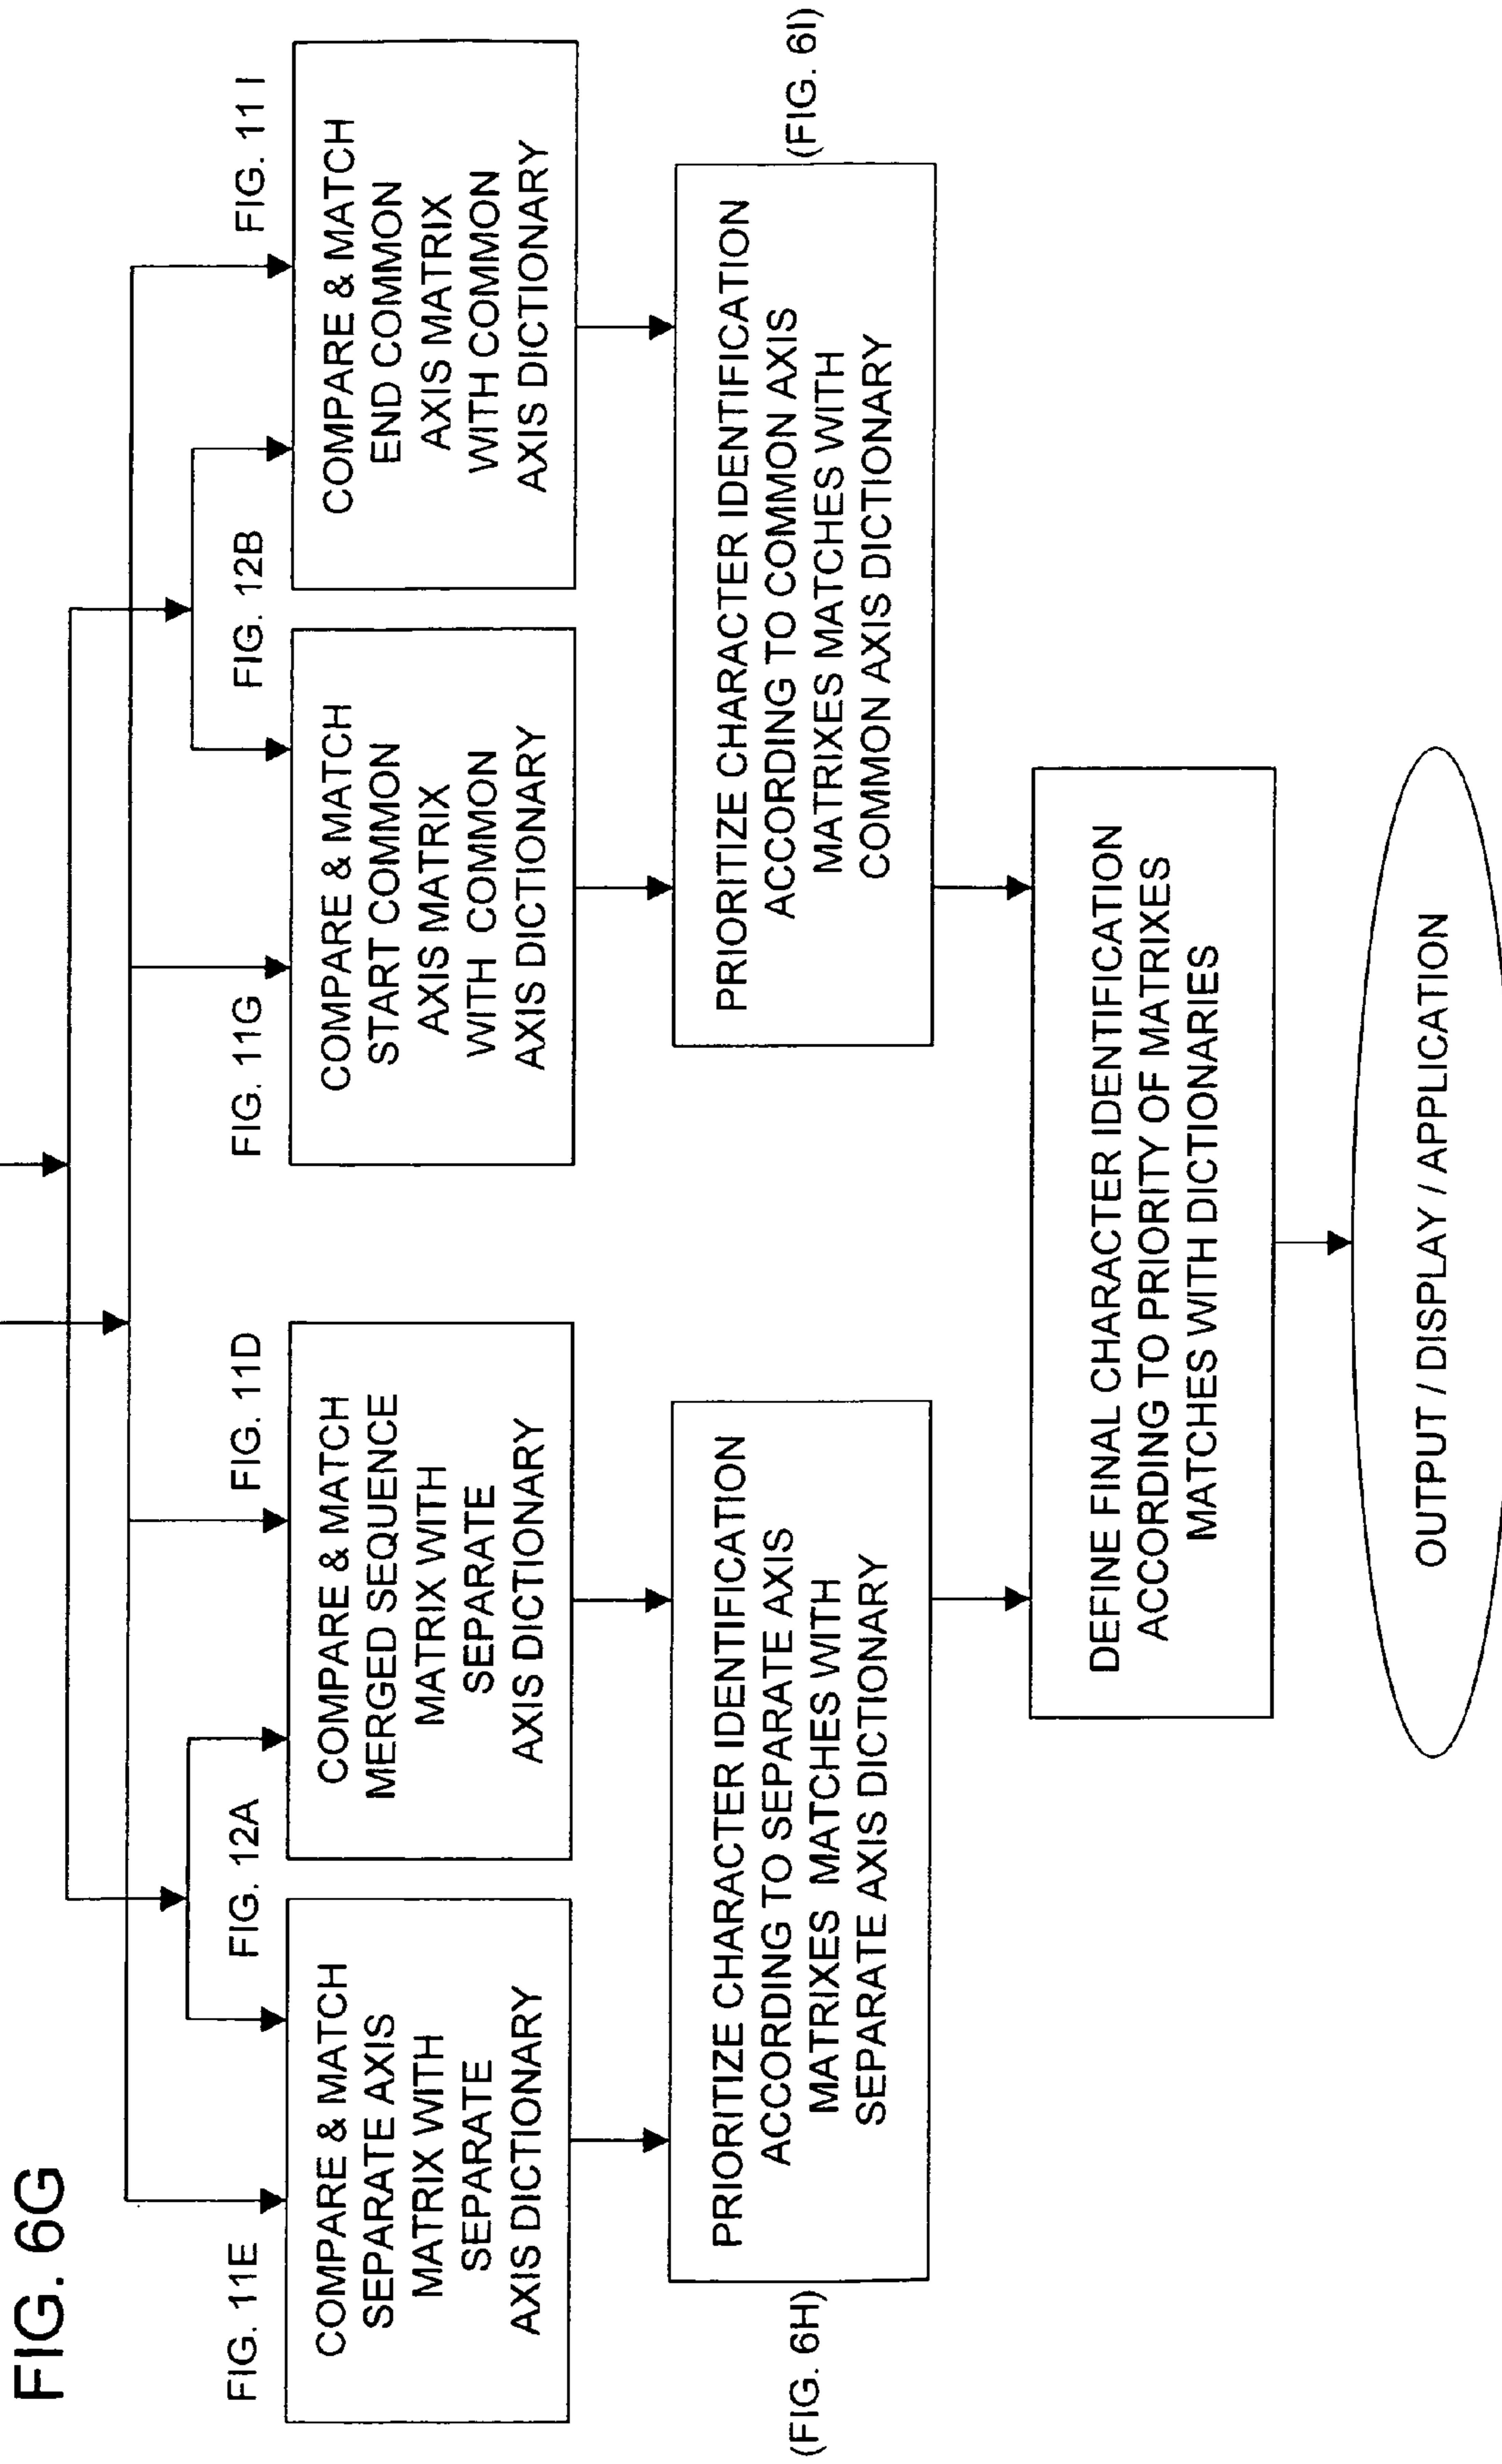 FIG. 6G
FIG. 11E
FIG. 12A
FIG. 11D
FIG. 11G
FIG. 12B
FIG. 11 I
COMPARE & MATCH
SEPARATE AXIS
MATRIX WITH
SEPARATE
AXIS DICTIONARY
COMPARE & MATCH
MERGED SEQUENCE
MATRIX WITH
SEPARATE
AXIS DICTIONARY
COMPARE & MATCH
START COMMON
AXIS MATRIX
WITH COMMON
AXIS DICTIONARY
COMPARE & MATCH
END COMMON
AXIS MATRIX
WITH COMMON
AXIS DICTIONARY
(FIG. 6H)
PRIORITIZE CHARACTER IDENTIFICATION
ACCORDING TO SEPARATE AXIS
MATRIXES MATCHES WITH
SEPARATE AXIS DICTIONARY
PRIORITIZE CHARACTER IDENTIFICATION
ACCORDING TO COMMON AXIS
MATRIXES MATCHES WITH
COMMON AXIS DICTIONARY
(FIG. 6I)
DEFINE FINAL CHARACTER IDENTIFICATION
ACCORDING TO PRIORITY OF MATRIXES
MATCHES WITH DICTIONARIES
OUTPUT / DISPLAY / APPLICATION